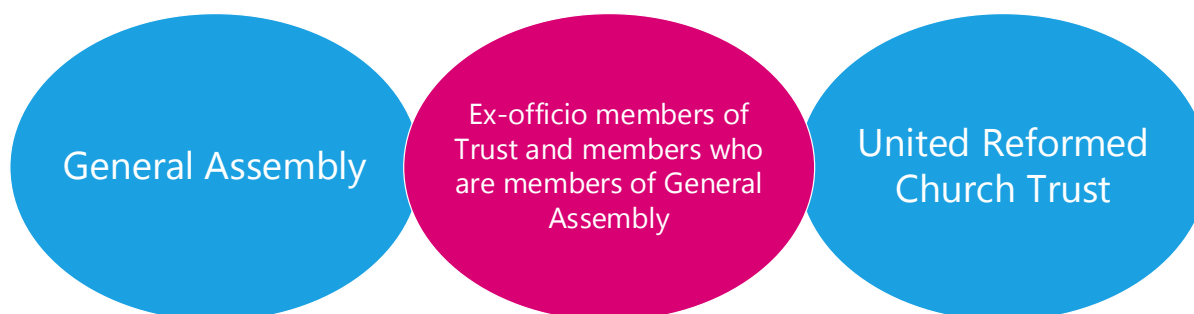 General Assembly
Ex-officio members of
Trust and members who
are members of General
Assembly
United Reformed
Church Trust